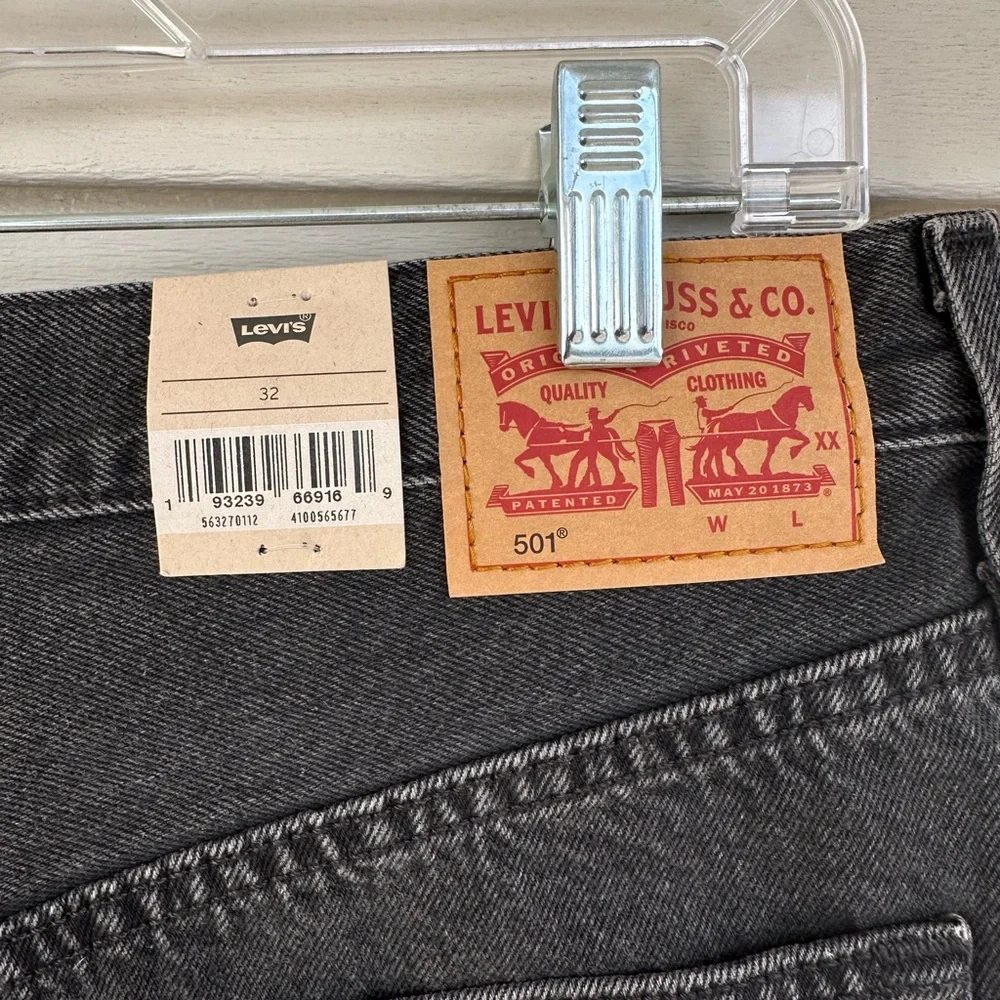 LEVI'S®
32
1 93239 66916 9
563270112 4100565677
LEVI USS & CO.
ISCO
RIVETED
QUALITY CLOTHING
XX
PATENTED MAY 20 1873 ®
W L
501®